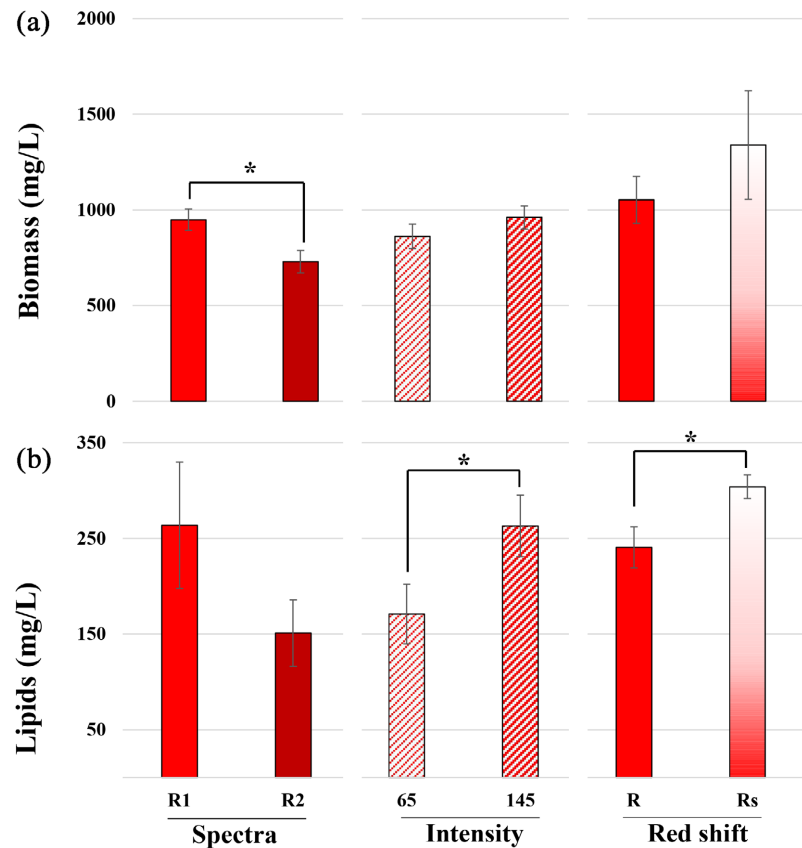 (a)
2000
1500
1000
500
0
Biomass (mg/L)
*
(b)
350
250
150
50
Lipids (mg/L)
*
*
R1 R2 65 145 R Rs
Spectra Intensity Red shift